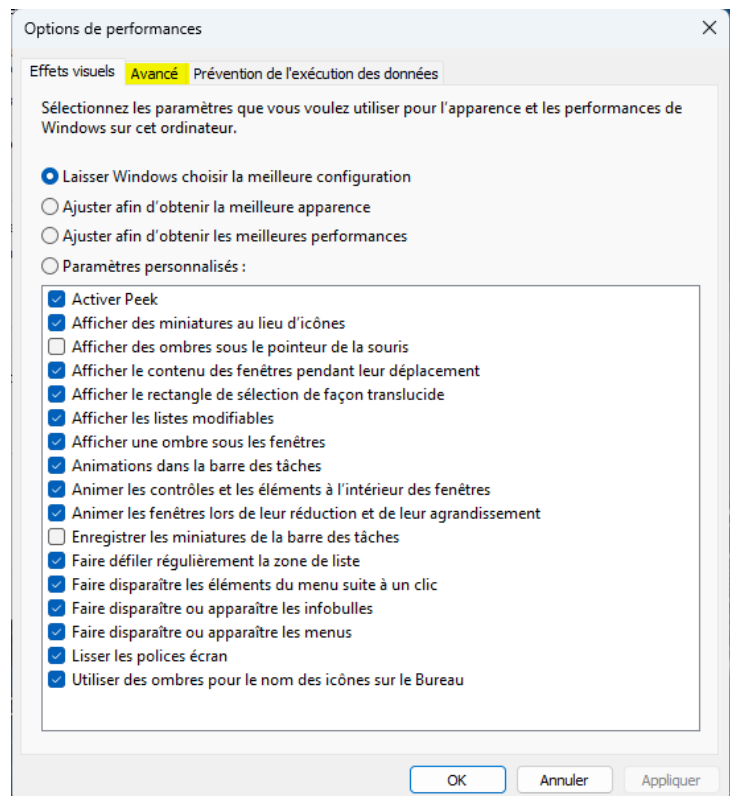 Options de performances
Effets visuels Avancé Prévention de l'exécution des données
Sélectionnez les paramètres que vous voulez utiliser pour l'apparence et les performances de
Windows sur cet ordinateur.
Laisser Windows choisir la meilleure configuration
Ajuster afin d'obtenir la meilleure apparence
Ajuster afin d'obtenir les meilleures performances
Paramètres personnalisés :
Activer Peek
Afficher des miniatures au lieu d'icônes
Afficher des ombres sous le pointeur de la souris
Afficher le contenu des fenêtres pendant leur déplacement
Afficher le rectangle de sélection de façon translucide
Afficher les listes modifiables
Afficher une ombre sous les fenêtres
Animations dans la barre des tâches
Animer les contrôles et les éléments à l'intérieur des fenêtres
Animer les fenêtres lors de leur réduction et de leur agrandissement
Enregistrer les miniatures de la barre des tâches
Faire défiler régulièrement la zone de liste
Faire disparaître les éléments du menu suite à un clic
Faire disparaître ou apparaître les infobulles
Faire disparaître ou apparaître les menus
Lisser les polices écran
Utiliser des ombres pour le nom des icônes sur le Bureau
OK Annuler Appliquer